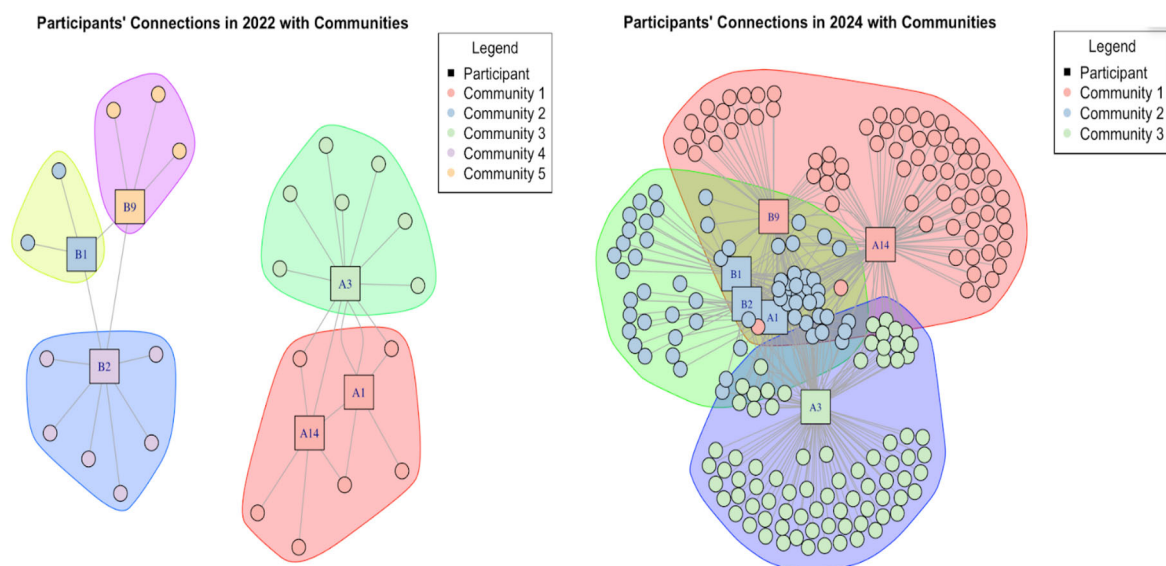 Participants' Connections in 2022 with Communities
Legend
Participant
Community 1
Community 2
Community 3
Community 4
Community 5
B9
B1
A3
B2
A1
A14
Participants' Connections in 2024 with Communities
Legend
Participant
Community 1
Community 2
Community 3
B9
A14
B1
B2
A1
A3